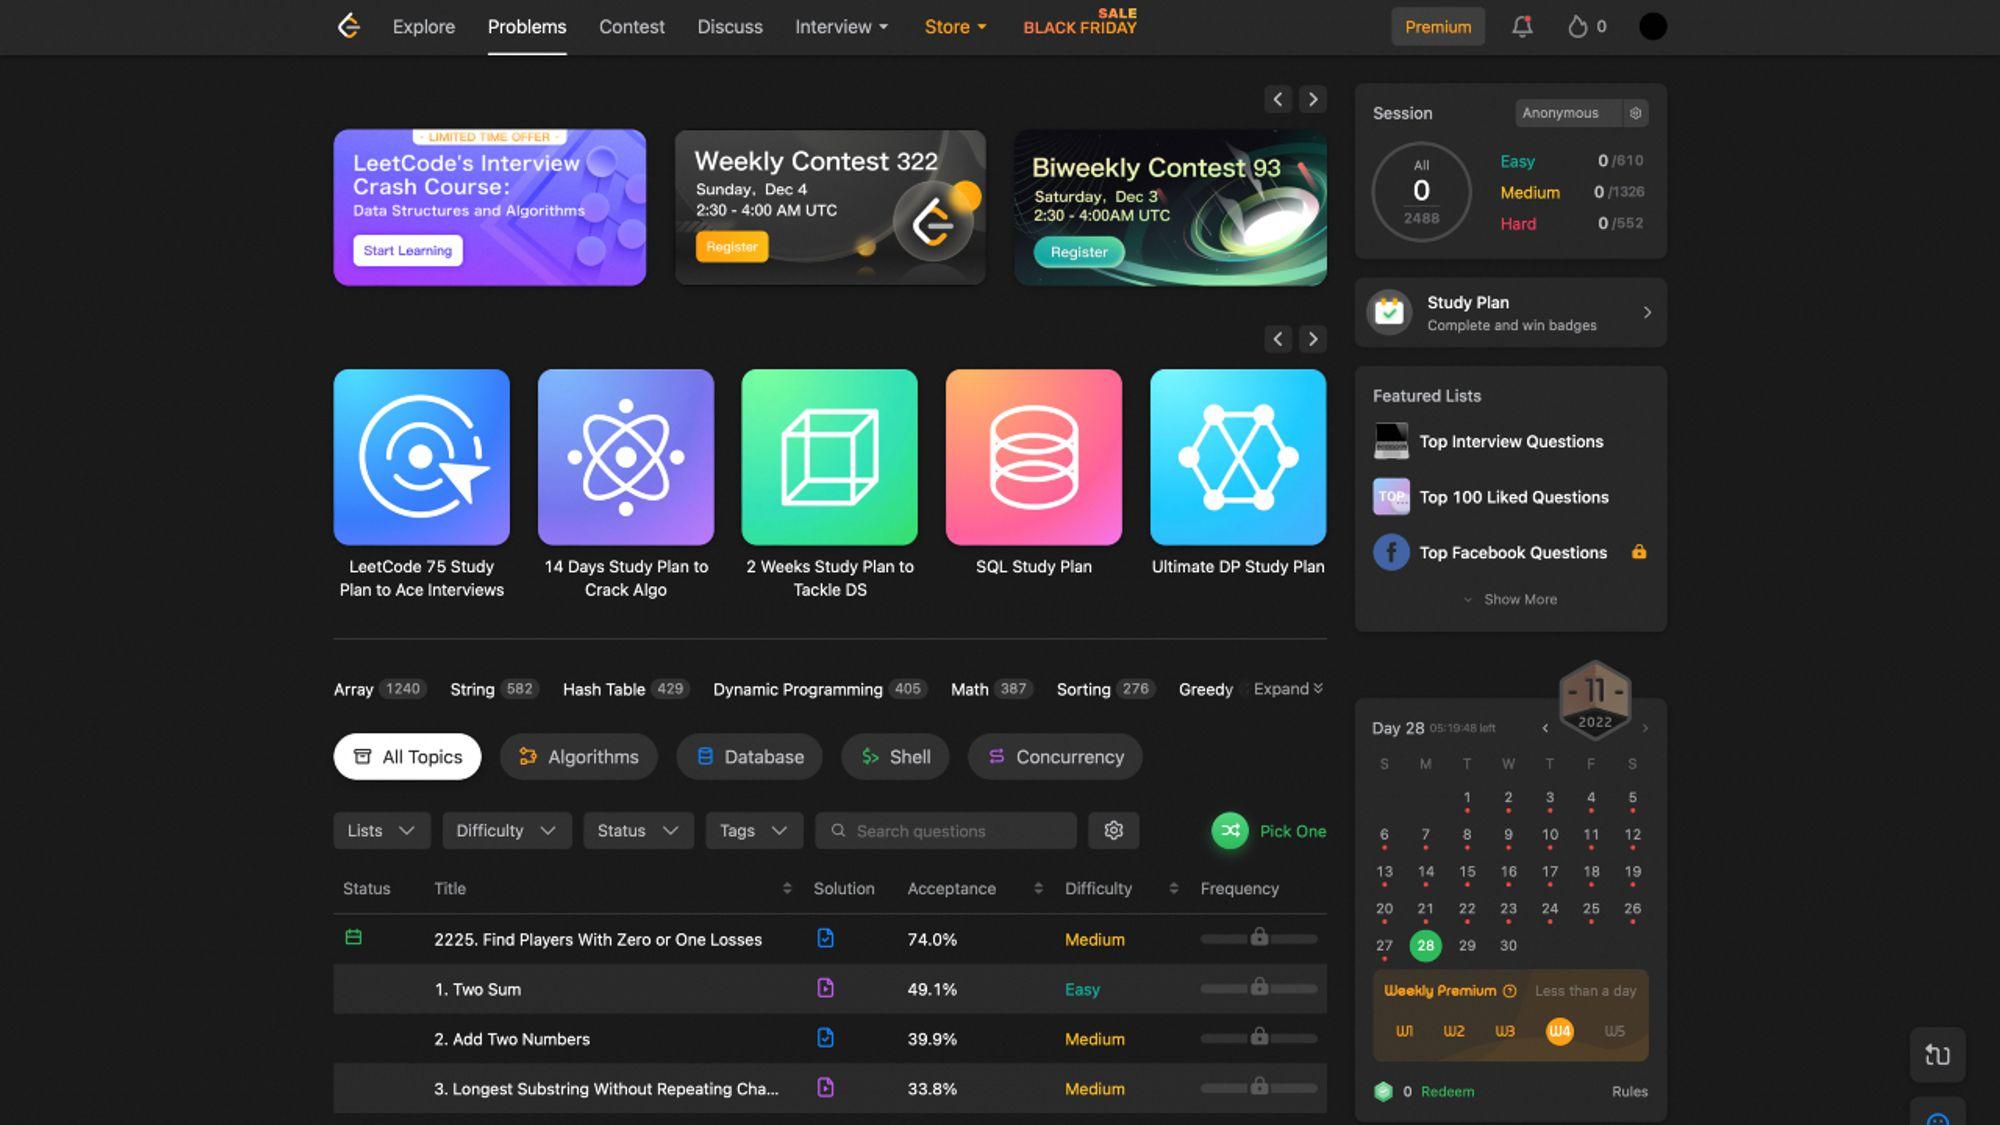 Explore
Problems
Contest
Discuss
Interview
Store
SALE
BLACK FRIDAY
Premium
0
- LIMITED TIME OFFER -
LeetCode's Interview
Crash Course:
Data Structures and Algorithms
Start Learning
Weekly Contest 322
Sunday, Dec 4
2:30 - 4:00 AM UTC
Register
Biweekly Contest 93
Saturday, Dec 3
2:30 - 4:00AM UTC
Register
LeetCode 75 Study
Plan to Ace Interviews
14 Days Study Plan to
Crack Algo
2 Weeks Study Plan to
Tackle DS
SQL Study Plan
Ultimate DP Study Plan
Array 1240
String 582
Hash Table 429
Dynamic Programming 405
Math 387
Sorting 276
Greedy
Expand
All Topics
Algorithms
Database
$> Shell
Concurrency
Lists
Difficulty
Status
Tags
Search questions
Pick One
Status Title Solution Acceptance Difficulty Frequency
2225. Find Players With Zero or One Losses 74.0% Medium
1. Two Sum 49.1% Easy
2. Add Two Numbers 39.9% Medium
3. Longest Substring Without Repeating Cha... 33.8% Medium
Session
Anonymous
All
0
2488
Easy 0 /610
Medium 0 /1326
Hard 0 /552
Study Plan
Complete and win badges
Featured Lists
Top Interview Questions
TOP
Top 100 Liked Questions
f
Top Facebook Questions
Show More
- 11 -
2022
Day 28 05:19:48 left
S M T W T F S
1 2 3 4 5
6 7 8 9 10 11 12
13 14 15 16 17 18 19
20 21 22 23 24 25 26
27 28 29 30
Weekly Premium ? Less than a day
W1 W2 W3 W4 W5
0 Redeem
Rules